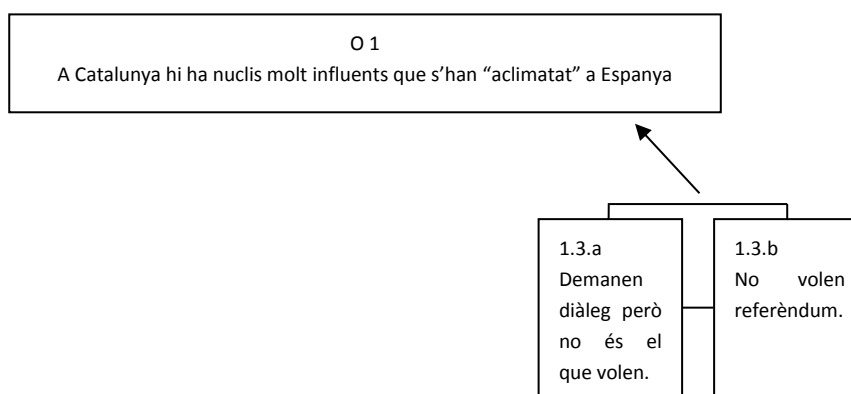 O 1
A Catalunya hi ha nuclis molt influents que s’han “aclimatat” a Espanya
1.3.a
Demanen
diàleg però
no és el
que volen.
1.3.b
No volen
referèndum.